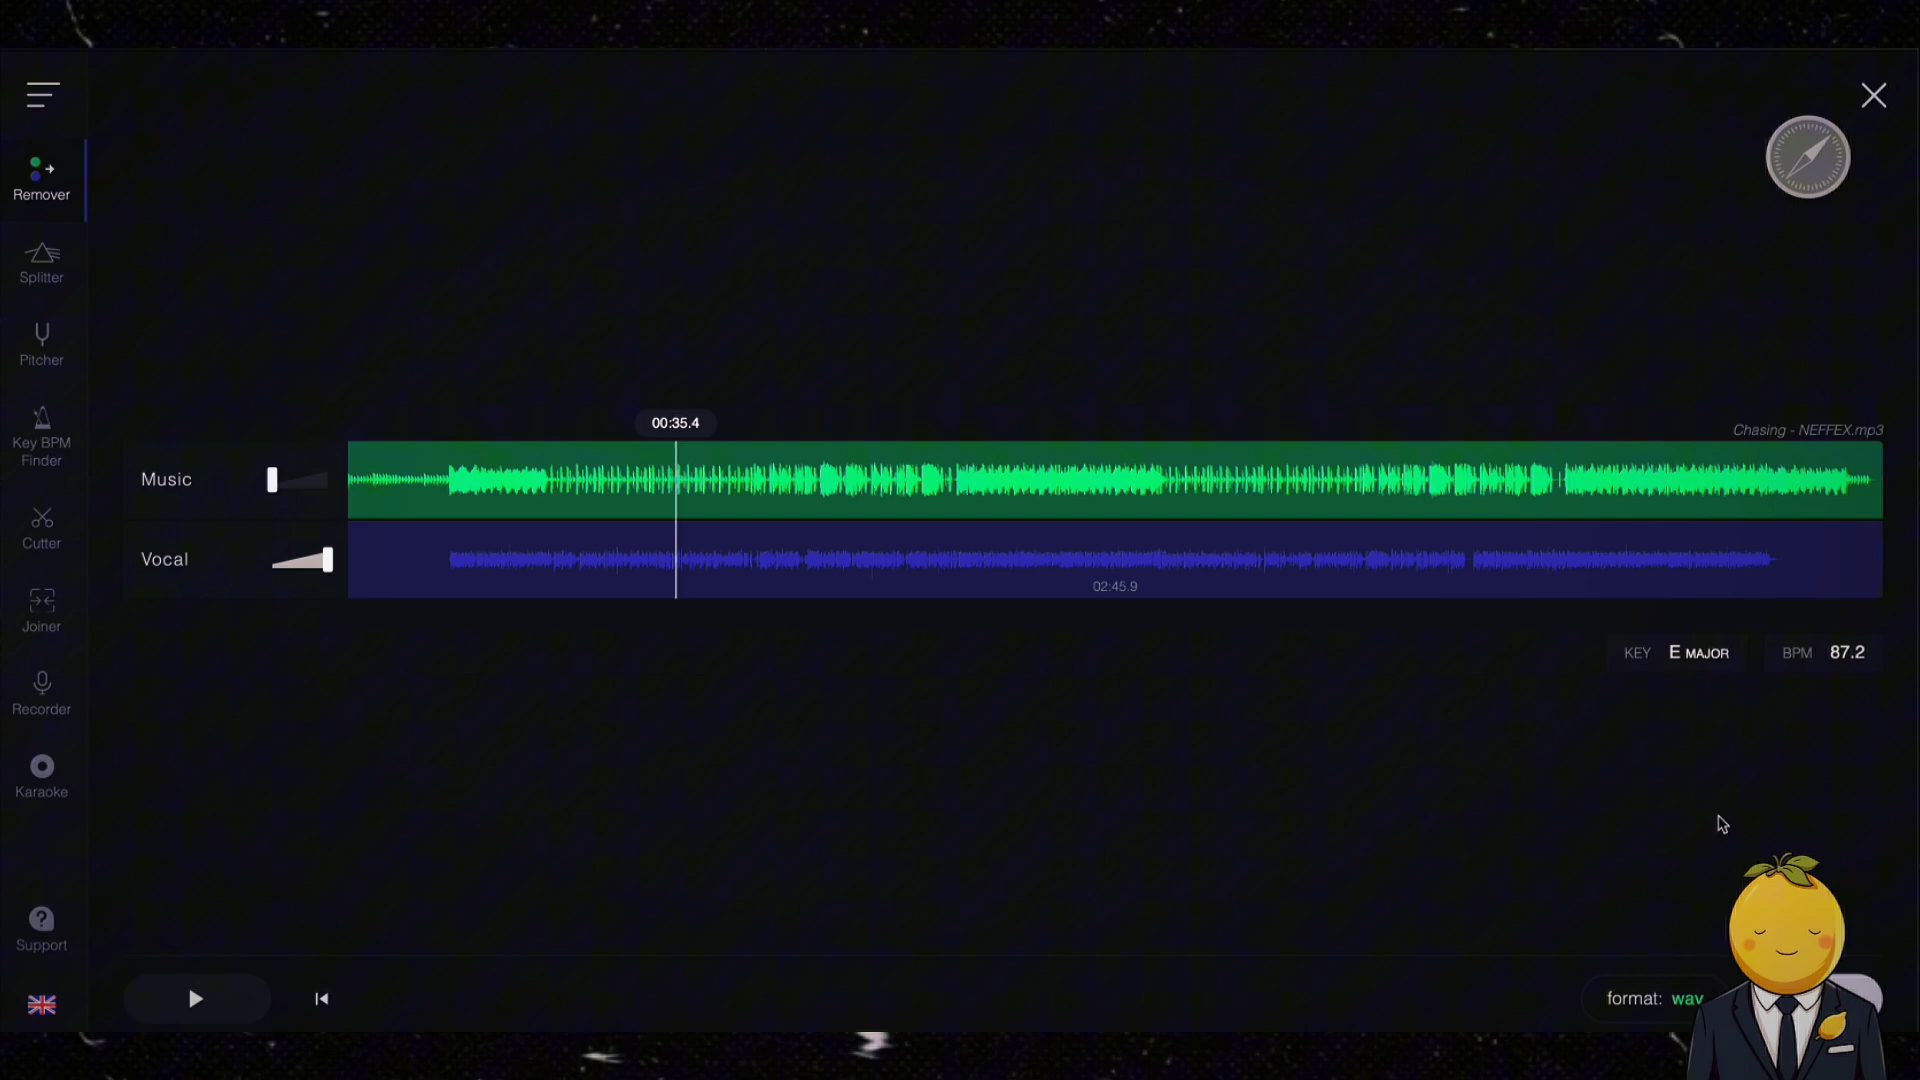 Remover
Splitter
Pitcher
Key BPM
Finder
Cutter
Joiner
Recorder
Karaoke
Support
00:35.4
Chasing - NEFFEX.mp3
Music
Vocal
02:45.9
KEY E MAJOR BPM 87.2
format: wav